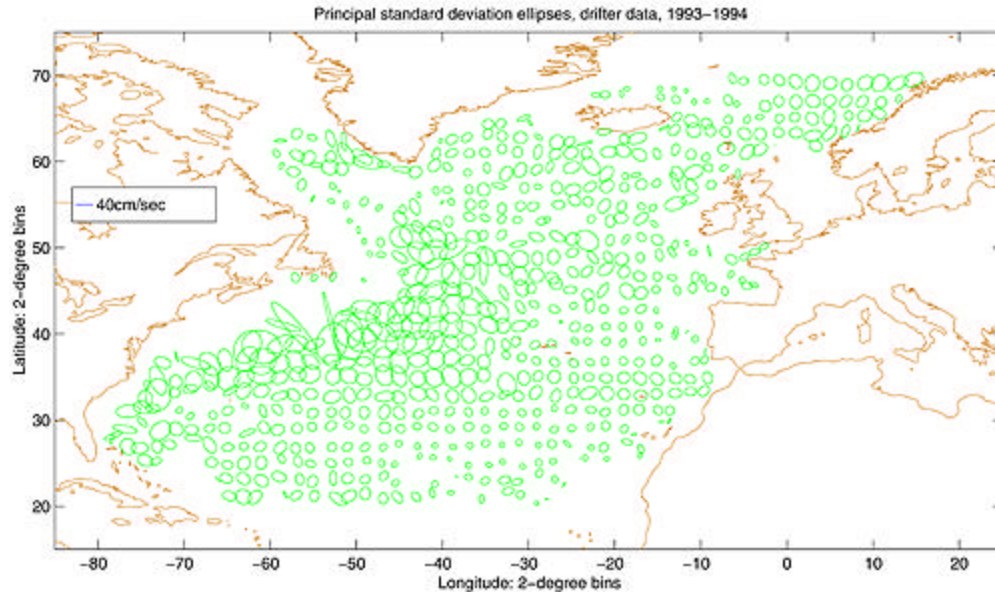 Principal standard deviation ellipses, drifter data, 1993−1994
70
60
50
40
30
20
40cm/sec
Latitude: 2−degree bins
−80 −70 −60 −50 −40 −30 −20 −10 0 10 20
Longitude: 2−degree bins